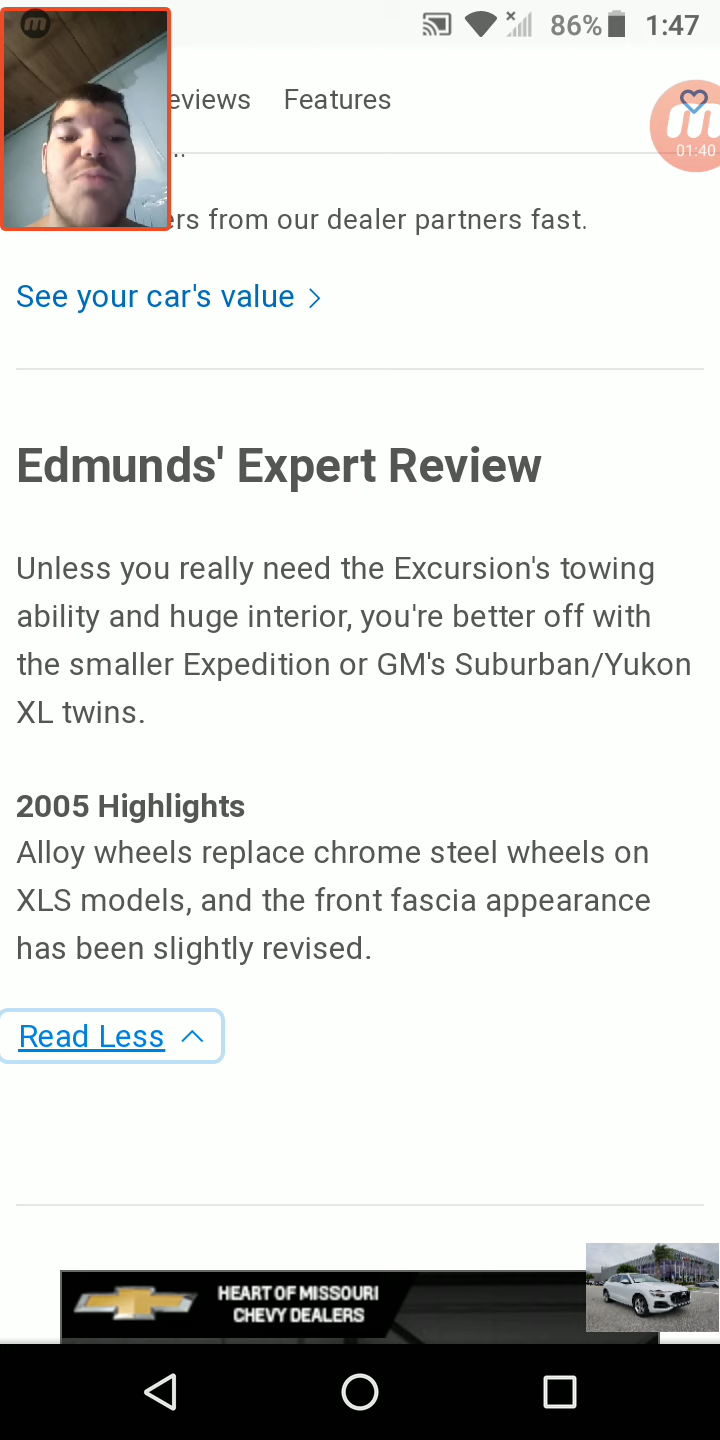 86% 1:47
eviews Features
01:40
..
ers from our dealer partners fast.
See your car's value
Edmunds' Expert Review
Unless you really need the Excursion's towing
ability and huge interior, you're better off with
the smaller Expedition or GM's Suburban/Yukon
XL twins.
2005 Highlights
Alloy wheels replace chrome steel wheels on
XLS models, and the front fascia appearance
has been slightly revised.
Read Less
HEART OF MISSOURI
CHEVY DEALERS